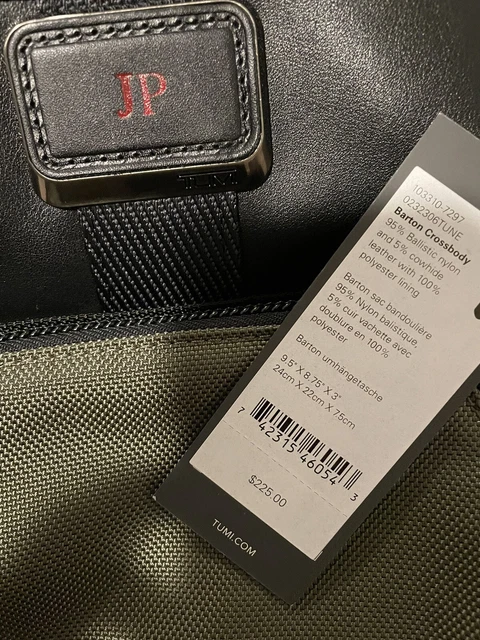 JP
TUMI
103310-7297
0232306TUNE
Barton Crossbody
95% Ballistic nylon
and 5% cowhide
leather with 100%
polyester lining
Barton sac bandoulière
95% Nylon balistique,
5% cuir vachette avec
doublure en 100%
polyester
Barton umhängetasche
9.5" X 8.75" X 3"
24cm X 22cm X 7.5cm
7 42315 46054 3
$225.00
TUMI.COM